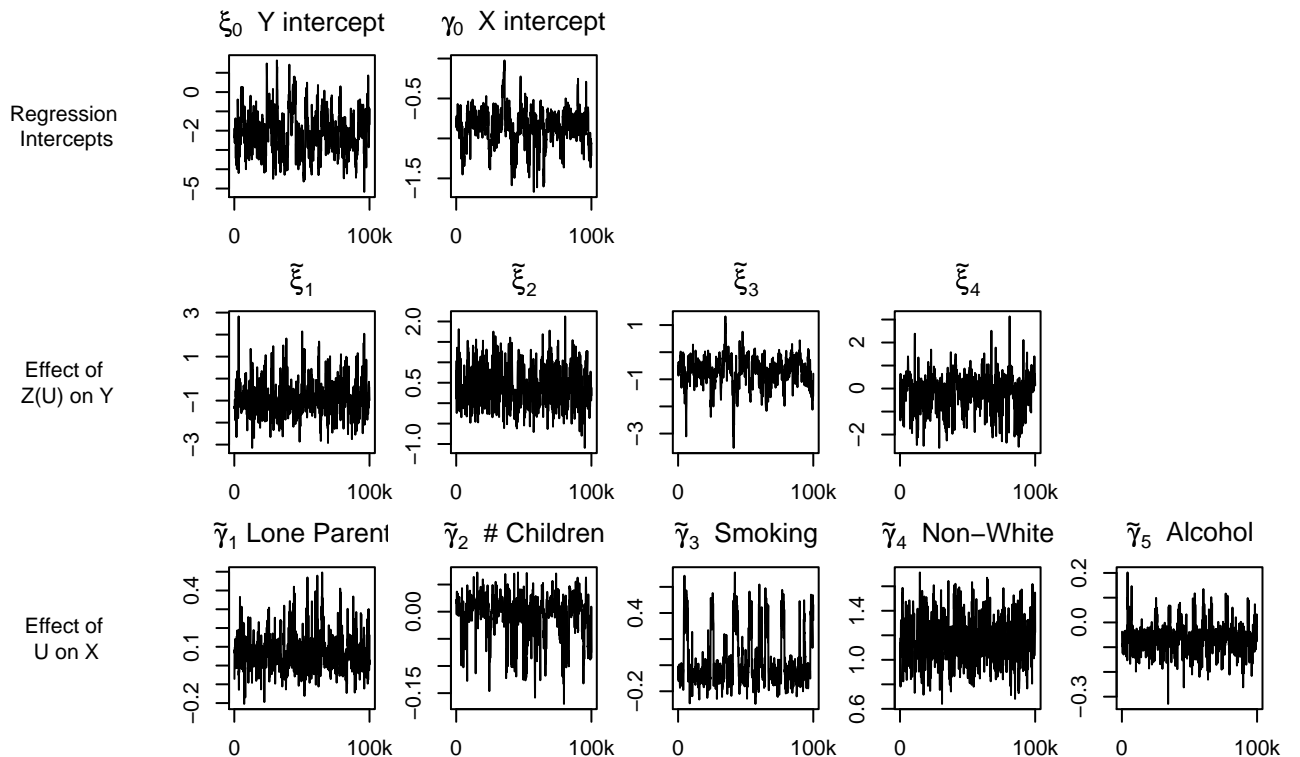 ξ0 Y intercept
γ0 X intercept
Regression
Intercepts
0
−2
−5
0
100k
−0.5
−1.5
0
100k
ξ̃1
ξ̃2
ξ̃3
ξ̃4
Effect of
Z(U) on Y
3
1
−1
−3
0
100k
2.0
0.5
−1.0
0
100k
1
−1
−3
0
100k
2
0
−2
0
100k
γ̃1 Lone Parent
γ̃2 # Children
γ̃3 Smoking
γ̃4 Non−White
γ̃5 Alcohol
Effect of
U on X
0.4
0.1
−0.2
0
100k
0.00
−0.15
0
100k
0.4
−0.2
0
100k
1.4
1.0
0.6
0
100k
0.2
0.0
−0.3
0
100k